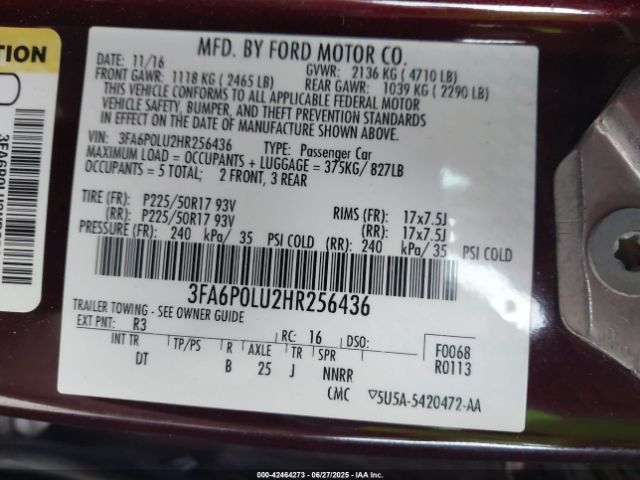 TION
MFD. BY FORD MOTOR CO.
DATE: 11/16 GVWR: 2136 KG ( 4710 LB)
FRONT GAWR: 1118 KG ( 2465 LB) REAR GAWR: 1039 KG ( 2290 LB)
THIS VEHICLE CONFORMS TO ALL APPLICABLE FEDERAL MOTOR
VEHICLE SAFETY, BUMPER, AND THEFT PREVENTION STANDARDS
IN EFFECT ON THE DATE OF MANUFACTURE SHOWN ABOVE.
VIN: 3FA6P0LU2HR256436 TYPE: Passenger Car
MAXIMUM LOAD = OCCUPANTS + LUGGAGE = 375KG/ 827LB
OCCUPANTS = 5 TOTAL; 2 FRONT, 3 REAR
TIRE (FR): P225/50R17 93V RIMS (FR): 17x7.5J
(RR): P225/50R17 93V (RR): 17x7.5J
PRESSURE (FR): 240 kPa/ 35 PSI COLD (RR): 240 kPa/35 PSI COLD
3FA6P0LU2HR256436
TRAILER TOWING - SEE OWNER GUIDE
EXT PNT: R3 RC: 16 DSO: F0068
R0113
INT TR TP/PS R AXLE TR SPR
DT B 25 J NNRR
CMC ▽5U5A-5420472-AA
000-42464273 - 06/27/2025 - IAA Inc.